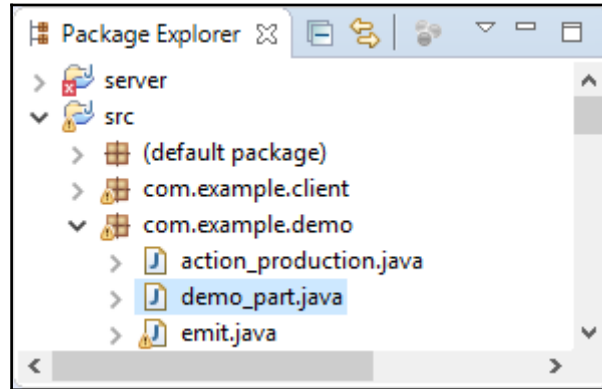 Package Explorer
server
src
(default package)
com.example.client
com.example.demo
action_production.java
demo_part.java
emit.java